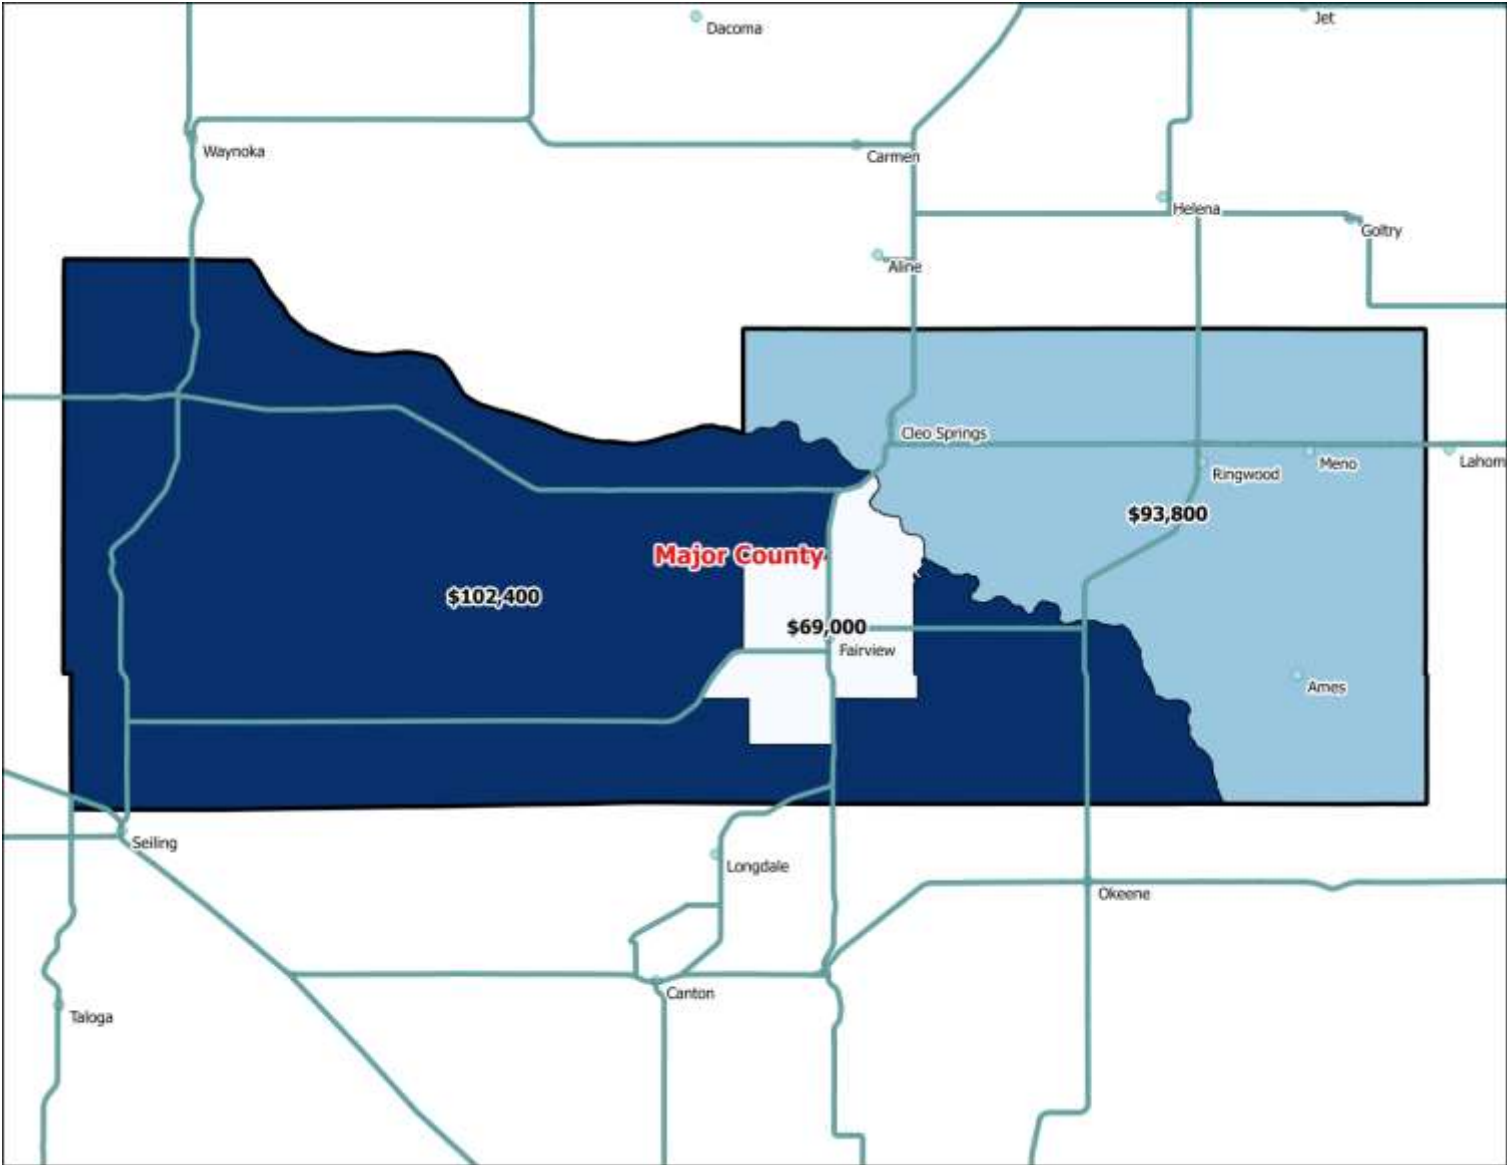 Jet
Dacoma
Waynoka
Carmen
Helena
Goltry
Aline
Cleo Springs
Lahom
Meno
Ringwood
$93,800
Major County
$102,400
$69,000
Fairview
Ames
Seiling
Longdale
Okeene
Canton
Taloga